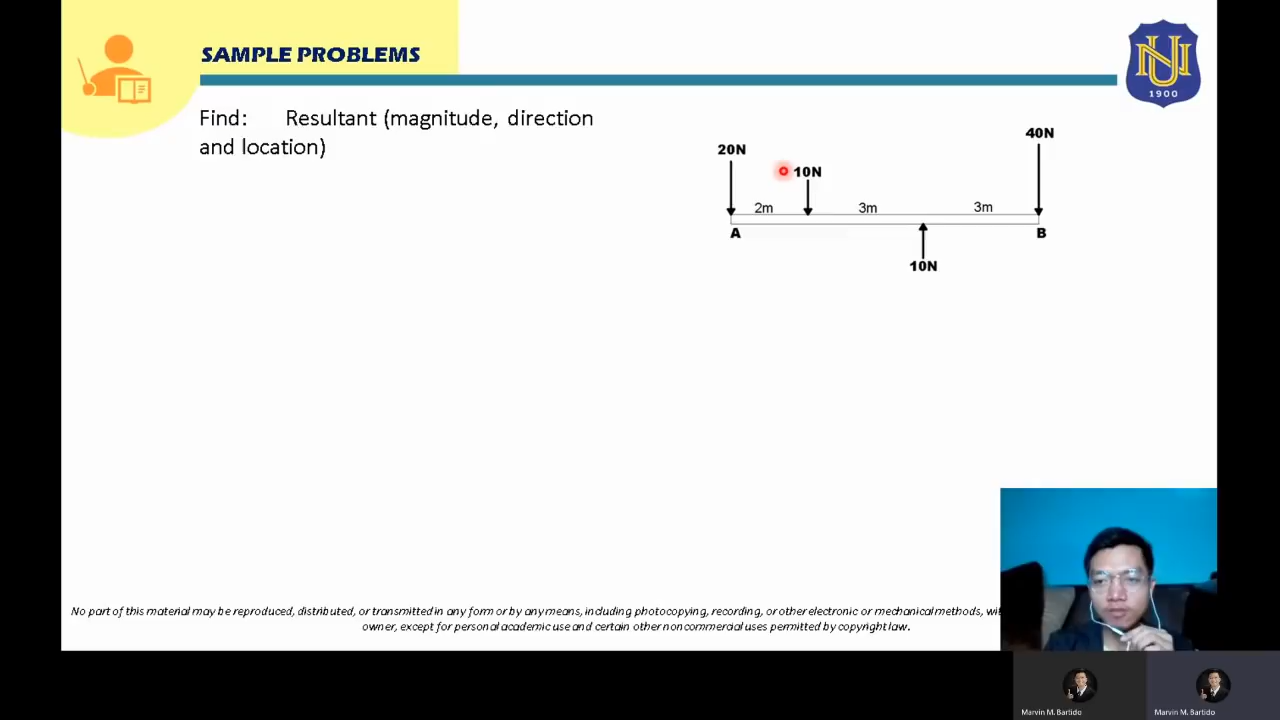 SAMPLE PROBLEMS
NU
1900
Find: Resultant (magnitude, direction
and location)
40N
20N
10N
2m
3m
3m
A
B
10N
No part of this material may be reproduced, distributed, or transmitted in any form or by any means, including photocopying, recording, or other electronic or mechanical methods, wi
owner, except for personal academic use and certain other noncommercial uses permitted by copyright law.
Marvin M. Bartido
Marvin M. Bartido